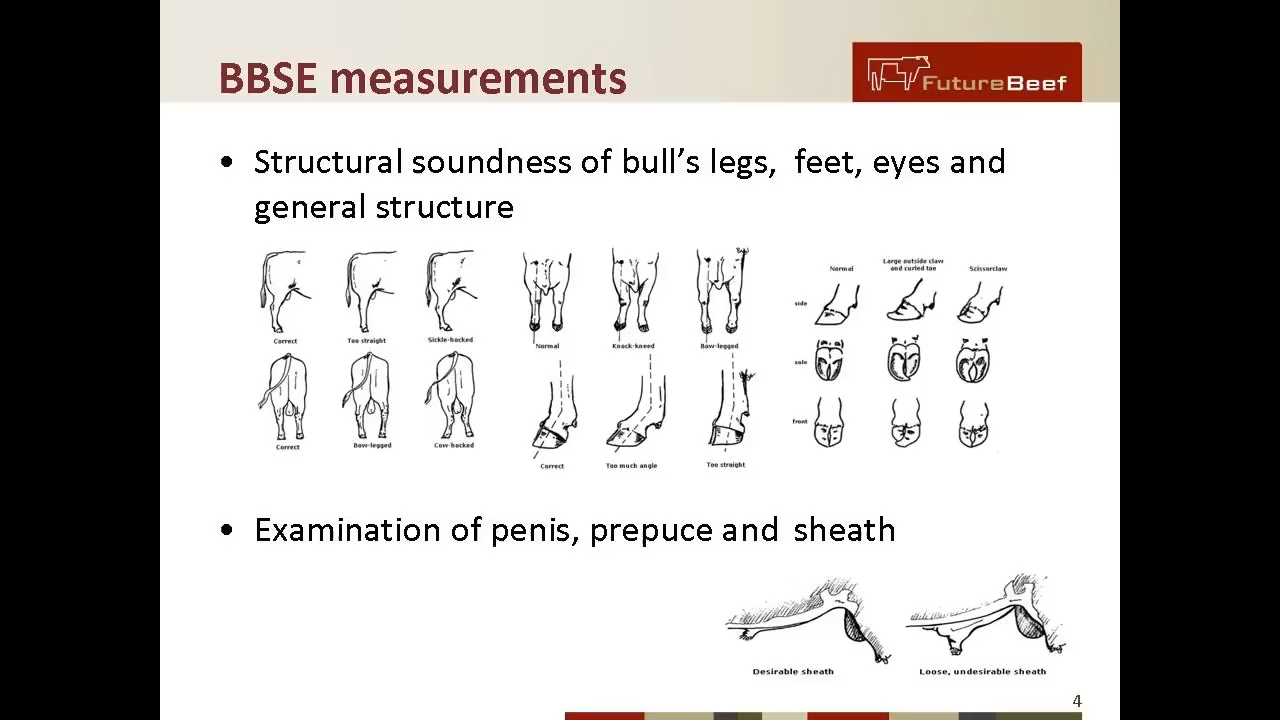 BBSE measurements
FutureBeef
• Structural soundness of bull’s legs, feet, eyes and
general structure
Correct
Too straight
Sickle-hocked
Normal
Knock-kneed
Bow-legged
Normal
Large outside claw
and curled toe
Scissorclaw
side
sole
front
Correct
Bow-legged
Cow-hocked
Correct
Too much angle
Too straight
• Examination of penis, prepuce and sheath
Desirable sheath
Loose, undesirable sheath
4